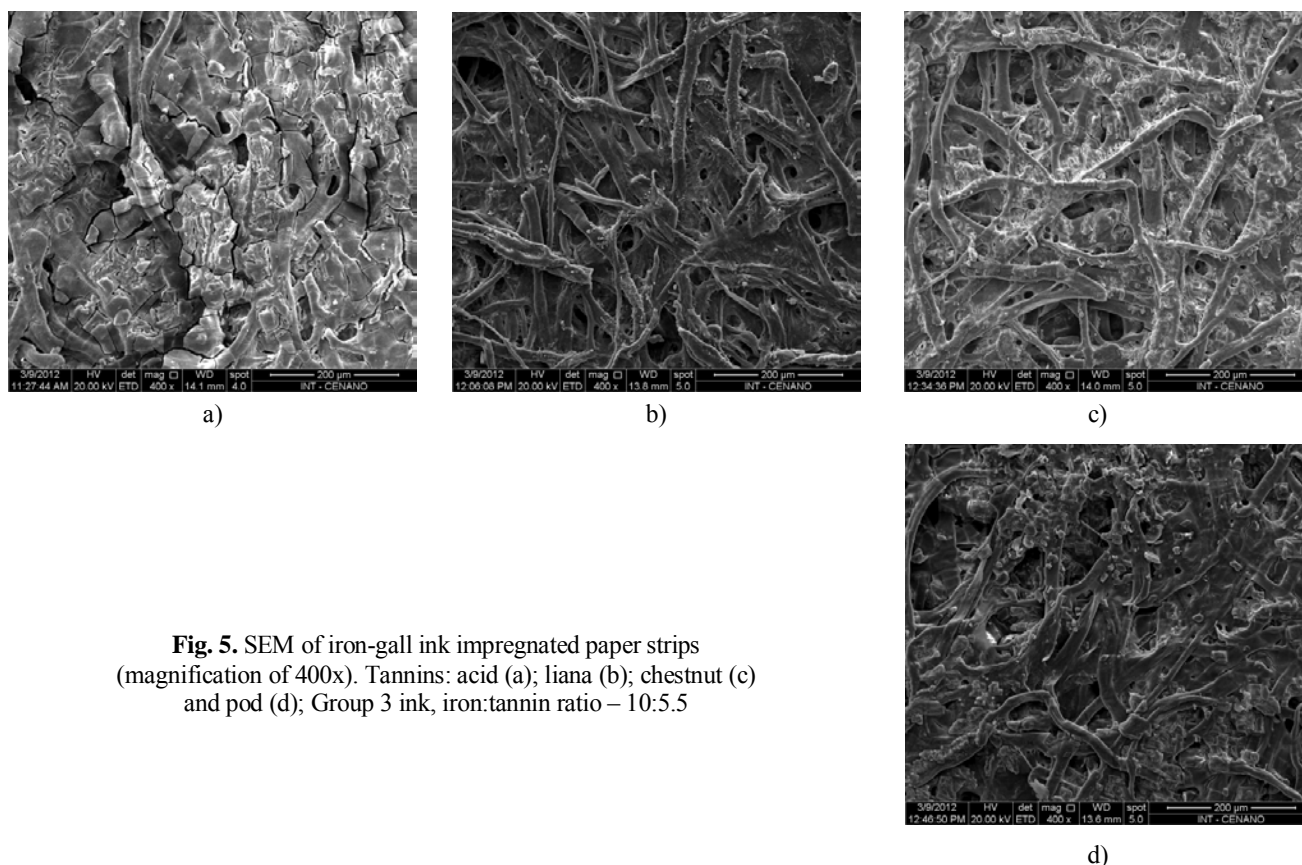 3/9/2012 HV det mag □ WD spot 200 µm
11:27:44 AM 20.00 kV ETD 400 x 14.1 mm 4.0 INT - CENANO
a)
3/9/2012 HV det mag □ WD spot 200 µm
12:06:08 PM 20.00 kV ETD 400 x 13.8 mm 5.0 INT - CENANO
b)
3/9/2012 HV det mag □ WD spot 200 µm
12:34:36 PM 20.00 kV ETD 400 x 14.0 mm 5.0 INT - CENANO
c)
Fig. 5. SEM of iron-gall ink impregnated paper strips
(magnification of 400x). Tannins: acid (a); liana (b); chestnut (c)
and pod (d); Group 3 ink, iron:tannin ratio – 10:5.5
3/9/2012 HV det mag □ WD spot 200 µm
12:46:50 PM 20.00 kV ETD 400 x 13.6 mm 5.0 INT - CENANO
d)